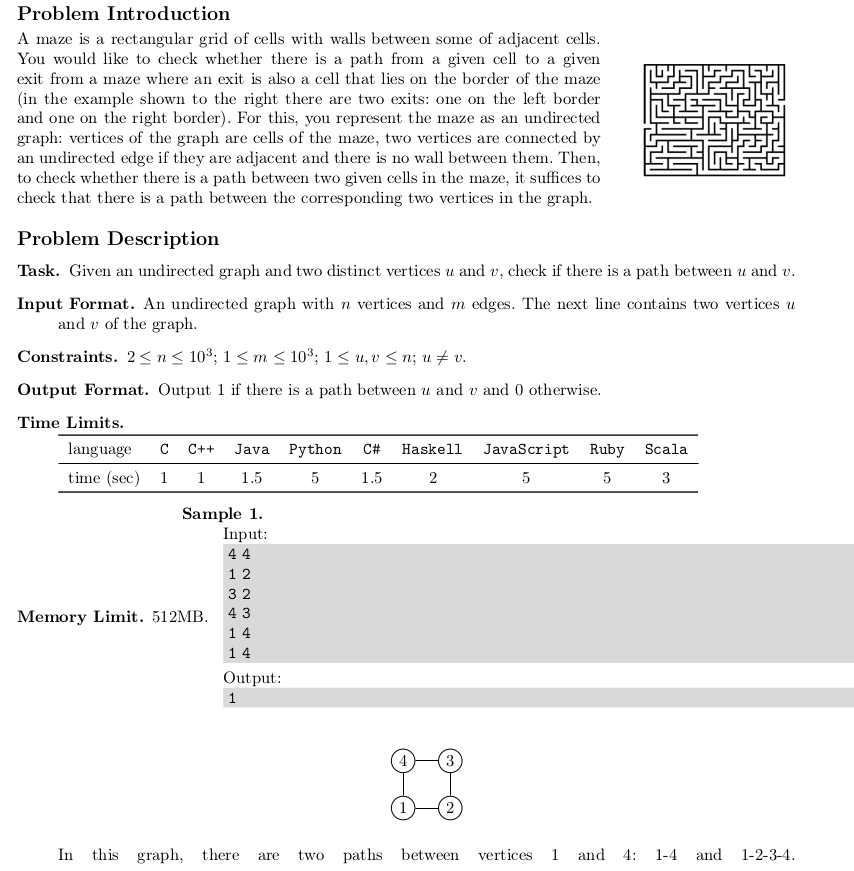 Problem Introduction
A maze is a rectangular grid of cells with walls between some of adjacent cells.
You would like to check whether there is a path from a given cell to a given
exit from a maze where an exit is also a cell that lies on the border of the maze
(in the example shown to the right there are two exits: one on the left border
and one on the right border). For this, you represent the maze as an undirected
graph: vertices of the graph are cells of the maze, two vertices are connected by
an undirected edge if they are adjacent and there is no wall between them. Then,
to check whether there is a path between two given cells in the maze, it suffices to
check that there is a path between the corresponding two vertices in the graph.
Problem Description
Task. Given an undirected graph and two distinct vertices u and v, check if there is a path between u and v.
Input Format. An undirected graph with n vertices and m edges. The next line contains two vertices u
and v of the graph.
Constraints. 2 ≤ n ≤ 10³; 1 ≤ m ≤ 10³; 1 ≤ u, v ≤ n; u ≠ v.
Output Format. Output 1 if there is a path between u and v and 0 otherwise.
Time Limits.
language C C++ Java Python C# Haskell JavaScript Ruby Scala
time (sec) 1 1 1.5 5 1.5 2 5 5 3
Memory Limit. 512MB.
Sample 1.
Input:
4 4
1 2
3 2
4 3
1 4
1 4
Output:
1
4 3
1 2
In this graph, there are two paths between vertices 1 and 4: 1-4 and 1-2-3-4.